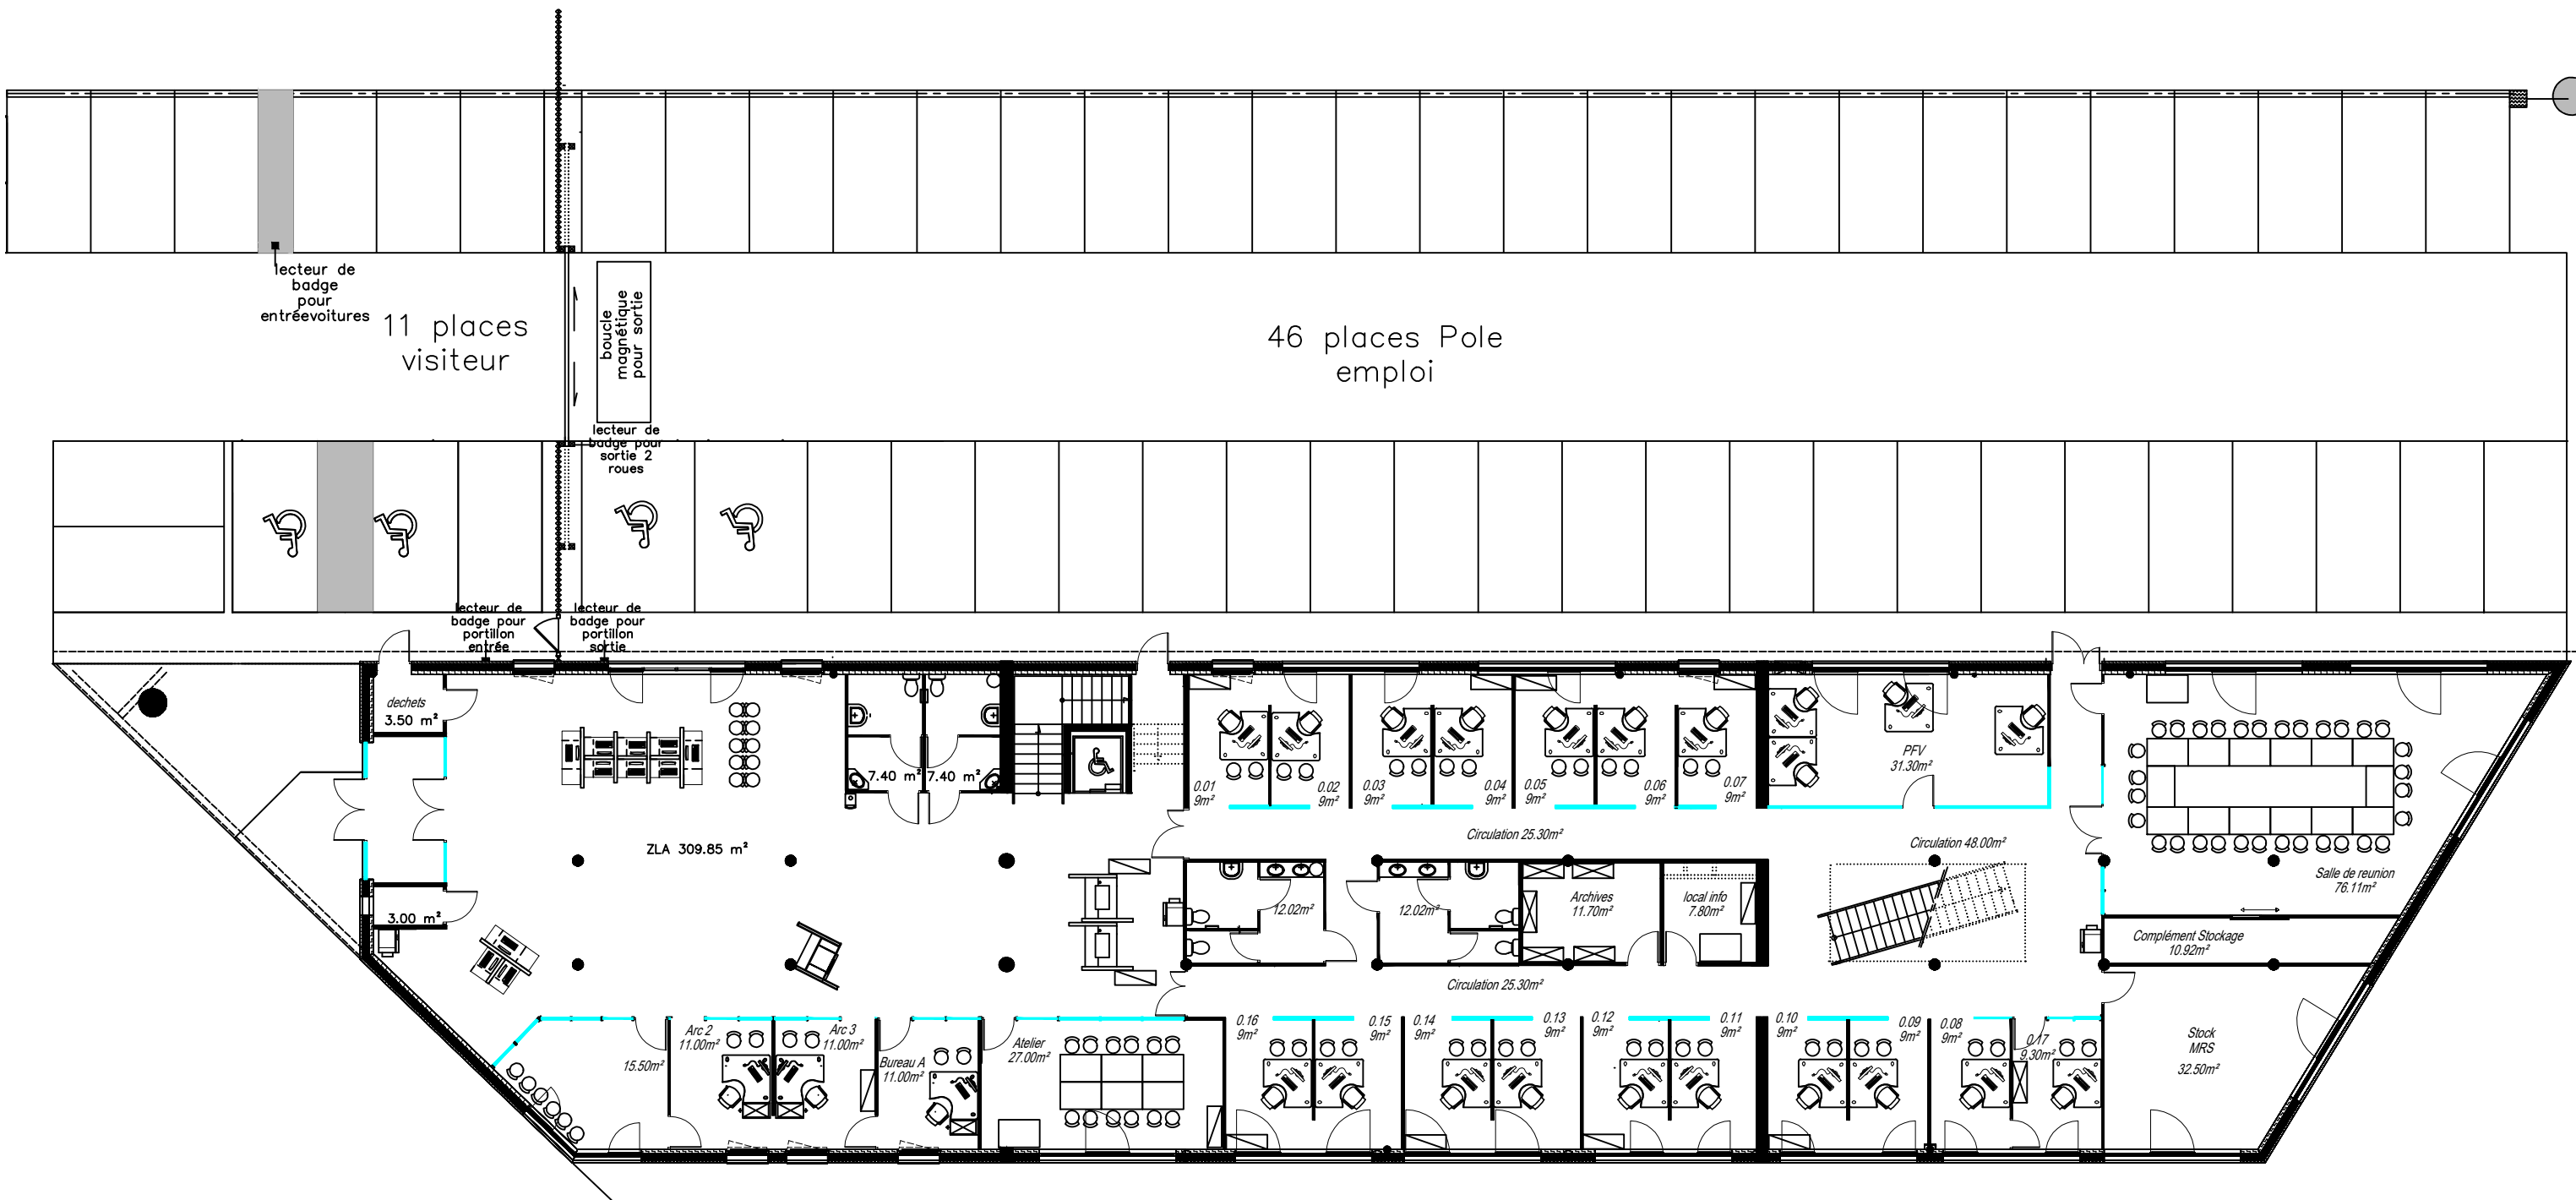 lecteur de
badge
pour
entréevoitures
11 places
visiteur
boucle
magnétique
pour sortie
46 places Pole
emploi
lecteur de
badge pour
sortie 2
roues
lecteur de
badge pour
portillon
entrée
lecteur de
badge pour
portillon
sortie
dechets
3.50 m²
7.40 m²
7.40 m²
0.01
9m²
0.02
9m²
0.03
9m²
0.04
9m²
0.05
9m²
0.06
9m²
0.07
9m²
PFV
31.30m²
Circulation 25.30m²
Circulation 48.00m²
ZLA 309.85 m²
Salle de reunion
76.11m²
3.00 m²
12.02m²
12.02m²
Archives
11.70m²
local info
7.80m²
Complément Stockage
10.92m²
Circulation 25.30m²
15.50m²
Arc 2
11.00m²
Arc 3
11.00m²
Bureau A
11.00m²
Atelier
27.00m²
0.16
9m²
0.15
9m²
0.14
9m²
0.13
9m²
0.12
9m²
0.11
9m²
0.10
9m²
0.09
9m²
0.08
9m²
0.17
9.30m²
Stock
MRS
32.50m²